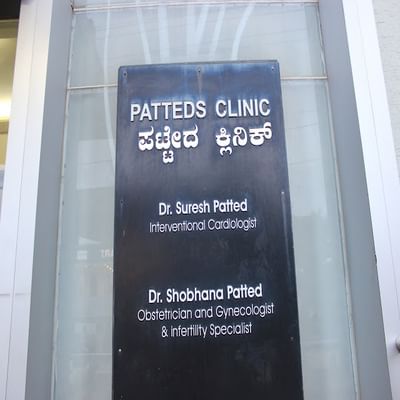 PATTEDS CLINIC
ಪಟ್ಟೇದ ಕ್ಲಿನಿಕ್
Dr. Suresh Patted
Interventional Cardiologist
Dr. Shobhana Patted
Obstetrician and Gynecologist
& Infertility Specialist